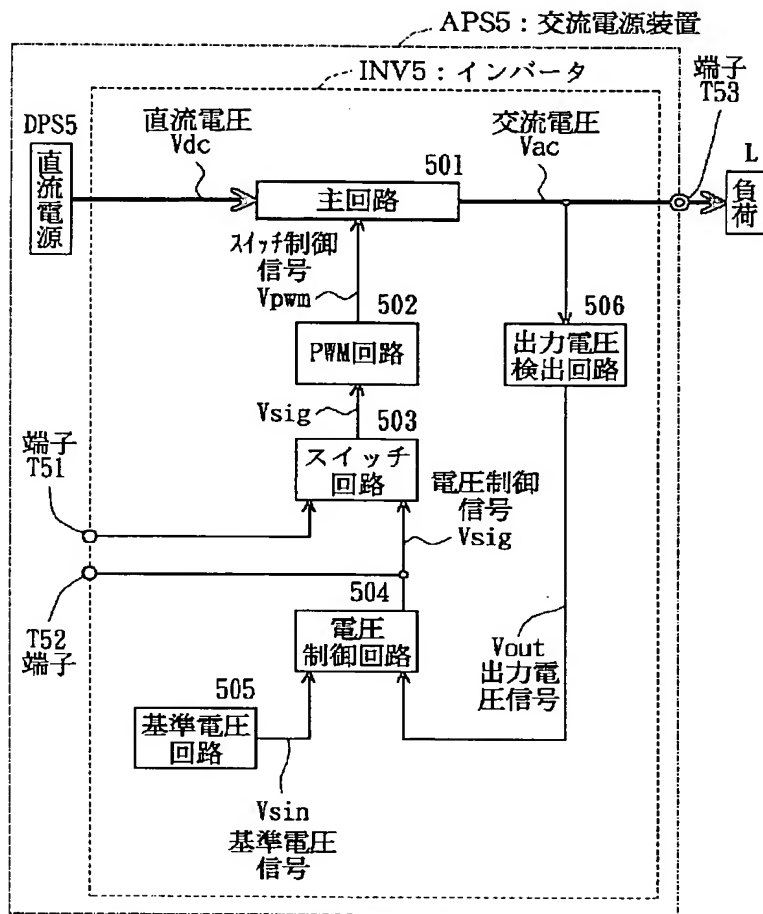 APS5：交流電源装置
INV5：インバータ
端子
T53
DPS5
直流電源
直流電圧
Vdc
交流電圧
Vac
L
負荷
501
主回路
スイッチ制御
信号
Vpwm
502
PWM回路
506
出力電圧
検出回路
Vsig
503
スイッチ
回路
端子
T51
電圧制御
信号
Vsig
T52
端子
504
電圧
制御回路
Vout
出力電
圧信号
505
基準電圧
回路
Vsin
基準電圧
信号